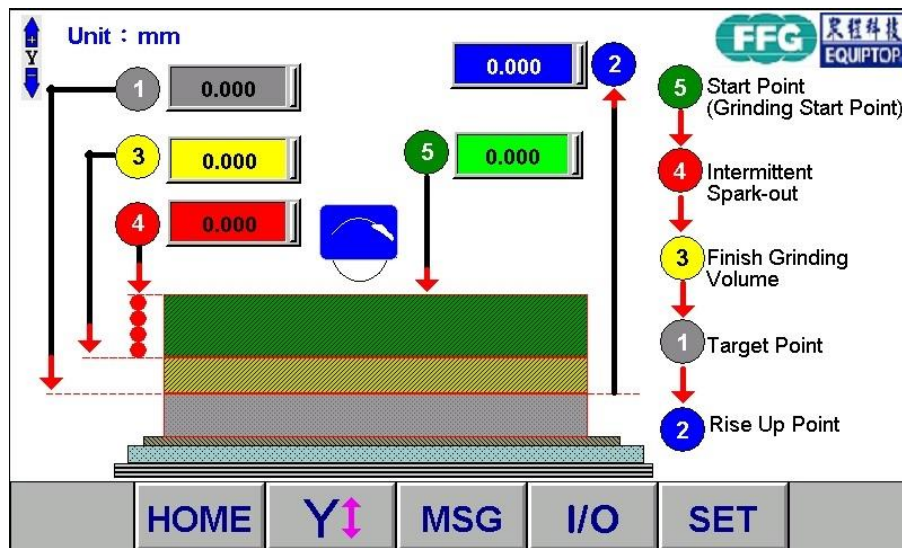 +
Y
−
Unit : mm
FFG
眾程科技
EQUIPTOP
1
0.000
0.000
2
3
0.000
5
0.000
4
0.000
5
Start Point
(Grinding Start Point)
4
Intermittent
Spark-out
3
Finish Grinding
Volume
1
Target Point
2
Rise Up Point
HOME
Y
MSG
I/O
SET